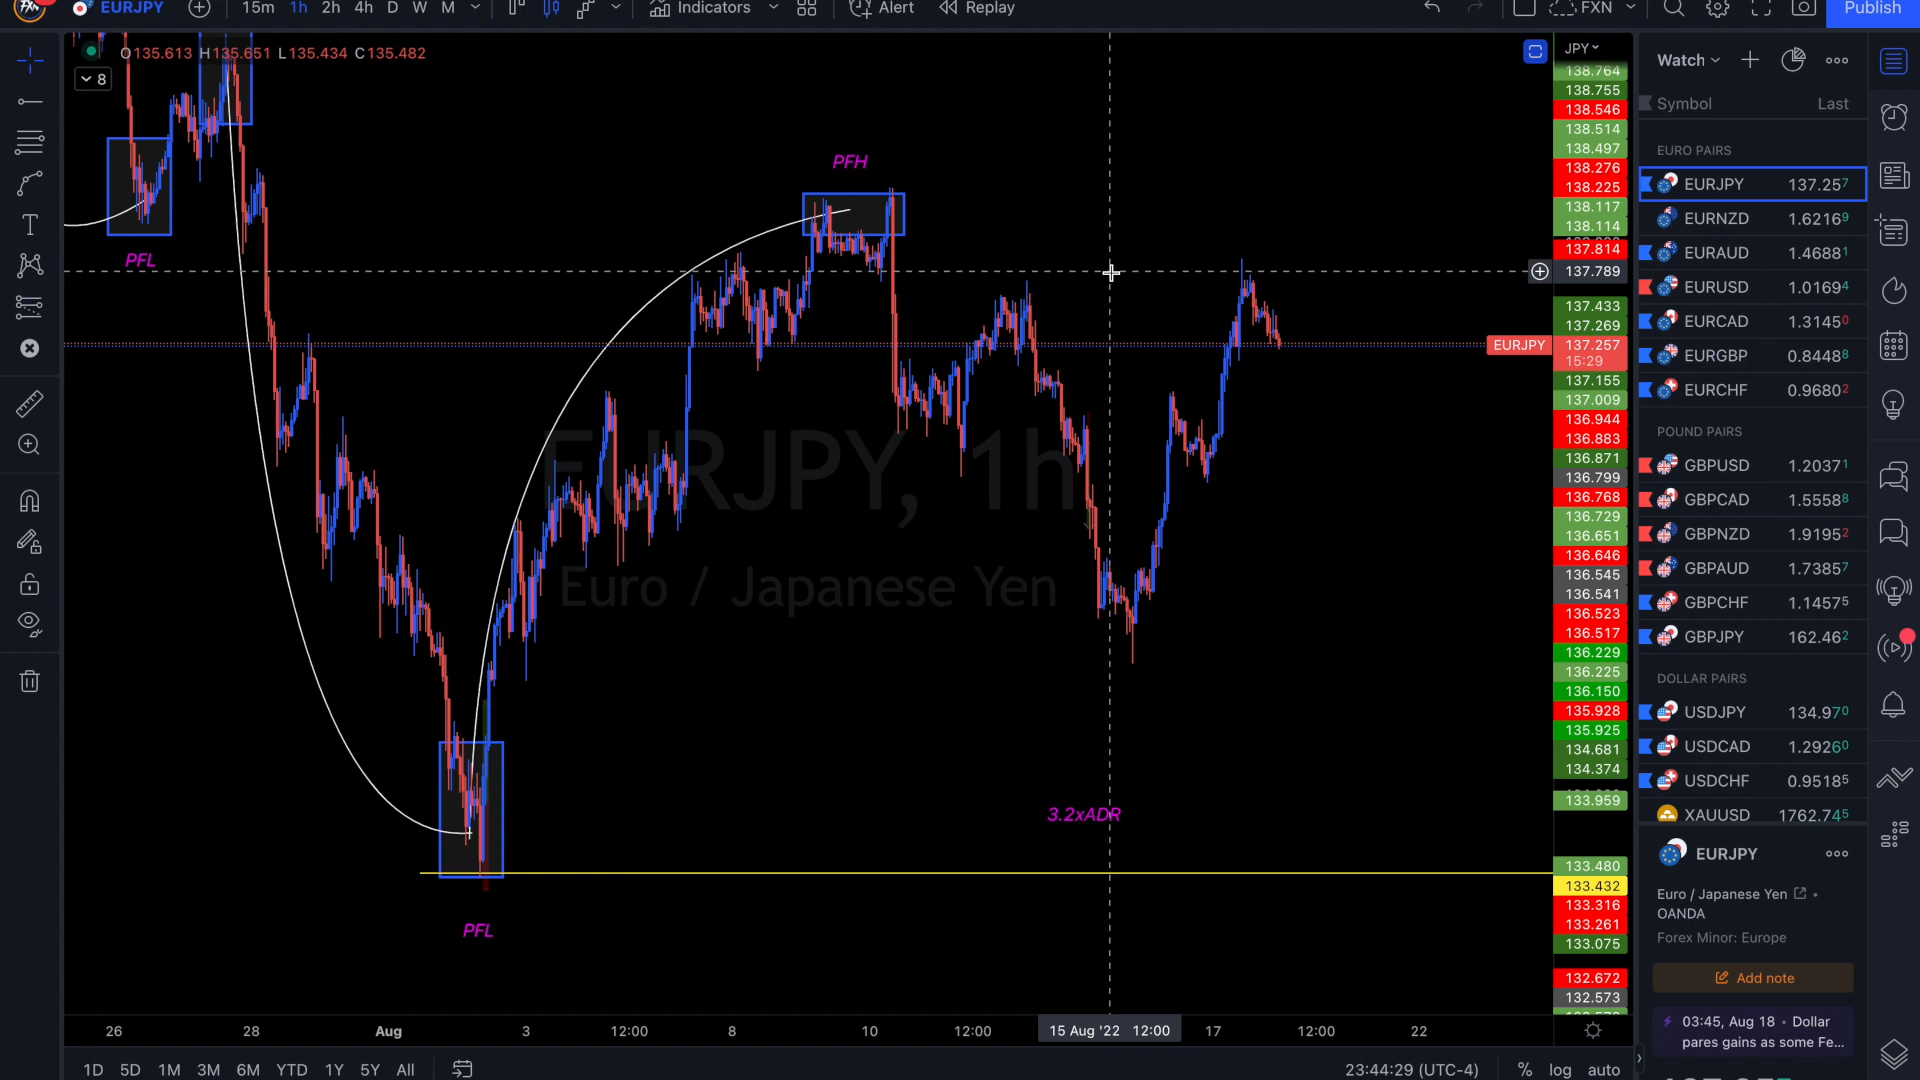 EURJPY 15m 1h 2h 4h D W M Indicators Alert Replay FXN Publish
O135.613 H135.651 L135.434 C135.482
8
JPY
138.764
138.755
138.546
138.514
138.497
138.276
138.225
138.117
138.114
137.814
137.789
137.433
137.269
EURJPY 137.257
15:29
137.155
137.009
136.944
136.883
136.871
136.799
136.768
136.729
136.651
136.646
136.545
136.541
136.523
136.517
136.229
136.225
136.150
135.928
135.925
134.681
134.374
133.959
133.480
133.432
133.316
133.261
133.075
132.672
132.573
PFH
PFL
EURJPY, 1h
Euro / Japanese Yen
3.2xADR
PFL
26 28 Aug 3 12:00 8 10 12:00 15 Aug '22 12:00 17 12:00 22
1D 5D 1M 3M 6M YTD 1Y 5Y All
23:44:29 (UTC-4) % log auto
Watch
Symbol Last
EURO PAIRS
EURJPY 137.257
EURNZD 1.62169
EURAUD 1.46881
EURUSD 1.01694
EURCAD 1.31450
EURGBP 0.84488
EURCHF 0.96802
POUND PAIRS
GBPUSD 1.20371
GBPCAD 1.55588
GBPNZD 1.91952
GBPAUD 1.73857
GBPCHF 1.14575
GBPJPY 162.462
DOLLAR PAIRS
USDJPY 134.970
USDCAD 1.29260
USDCHF 0.95185
XAUUSD 1762.745
EURJPY
Euro / Japanese Yen
OANDA
Forex Minor: Europe
Add note
03:45, Aug 18 • Dollar
pares gains as some Fe...